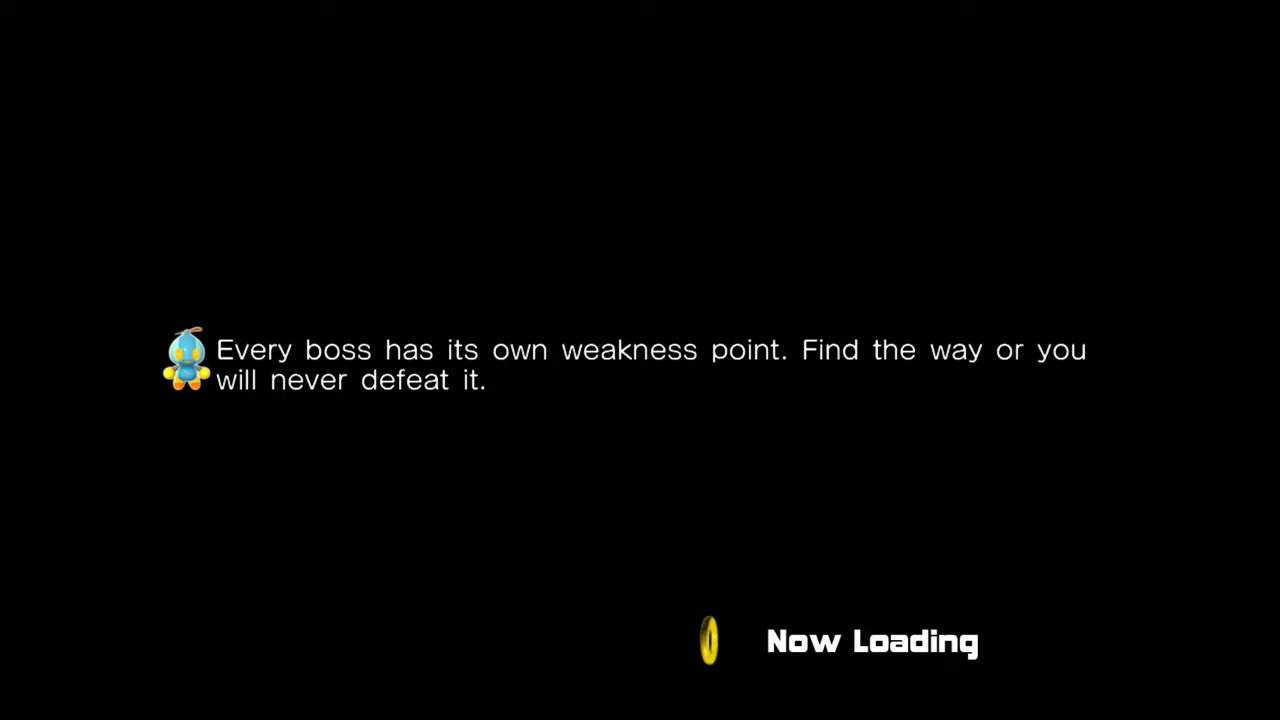 Every boss has its own weakness point. Find the way or you
will never defeat it.
Now Loading